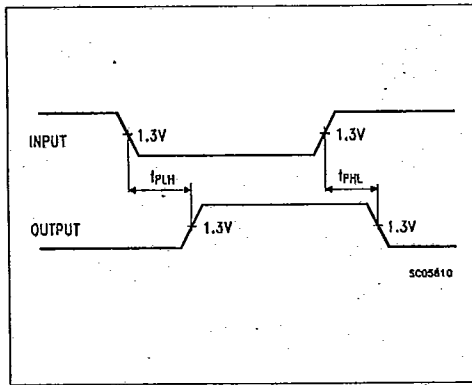 1.3V 1.3V
INPUT
tPLH tPHL
OUTPUT 1.3V 1.3V
SC05610